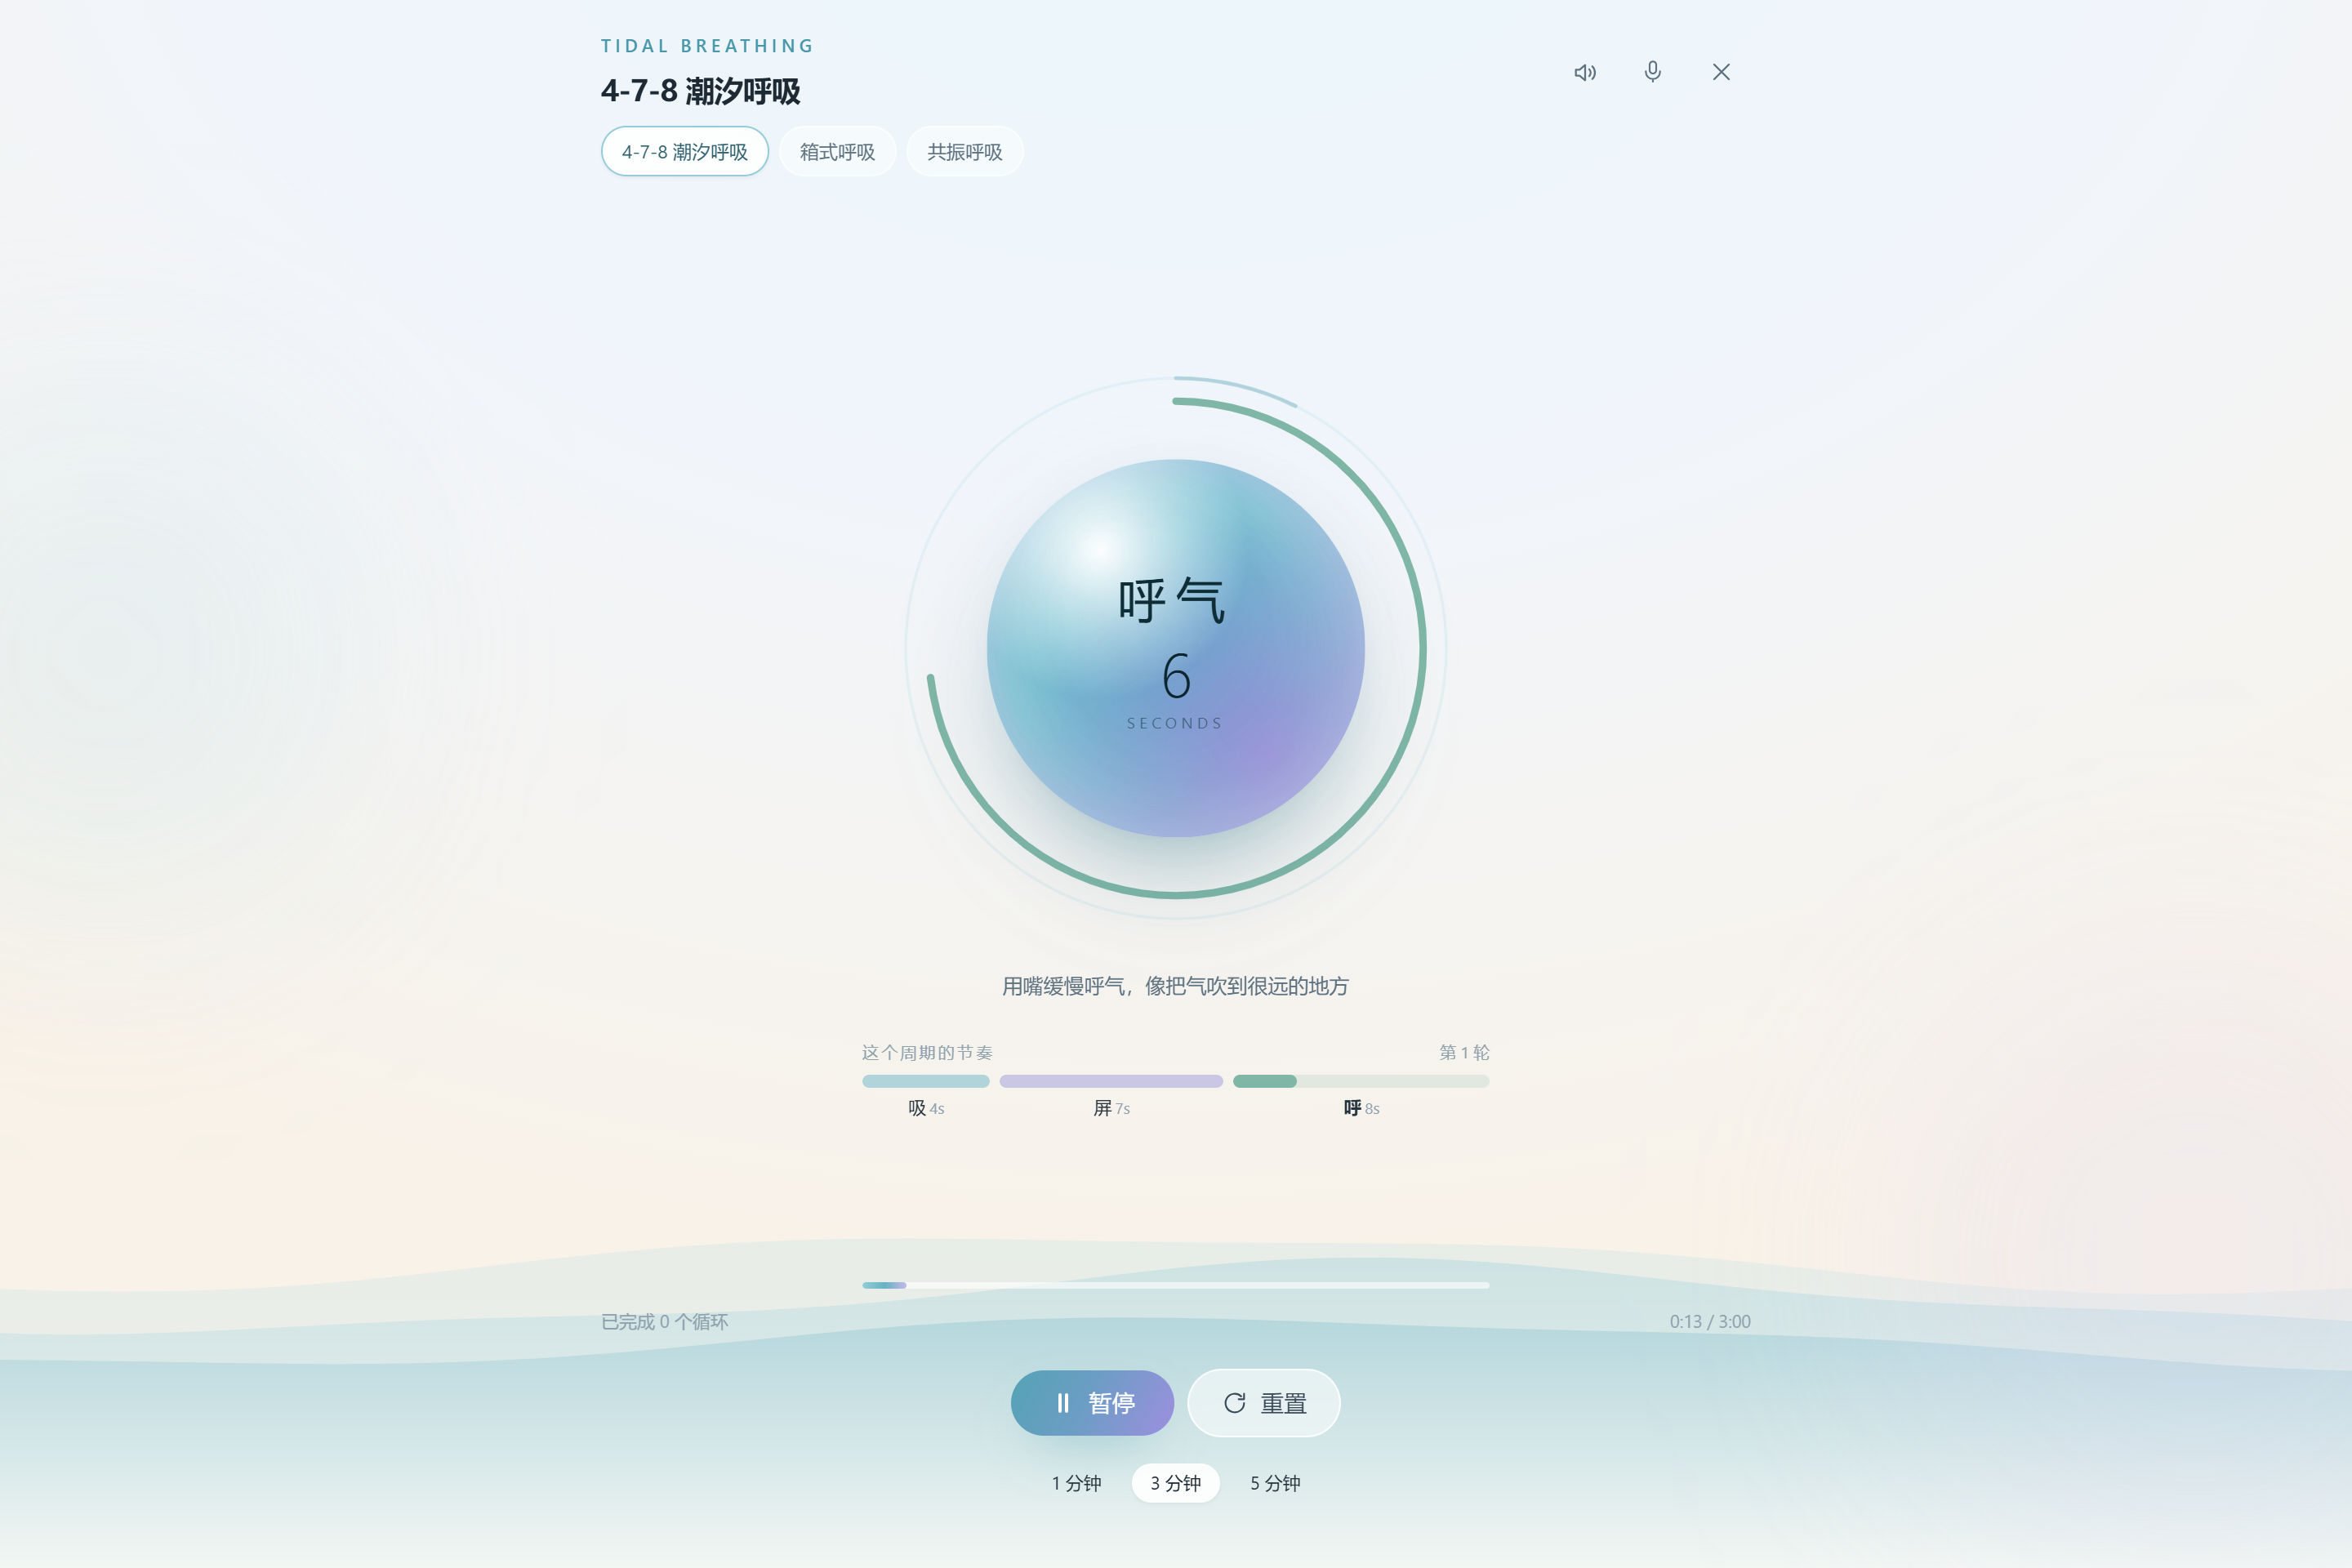 TIDAL BREATHING
4-7-8 潮汐呼吸
4-7-8 潮汐呼吸 箱式呼吸 共振呼吸
呼气
6
SECONDS
用嘴缓慢呼气，像把气吹到很远的地方
这个周期的节奏 第 1 轮
吸 4s 屏 7s 呼 8s
已完成 0 个循环 0:13 / 3:00
暂停 重置
1 分钟 3 分钟 5 分钟